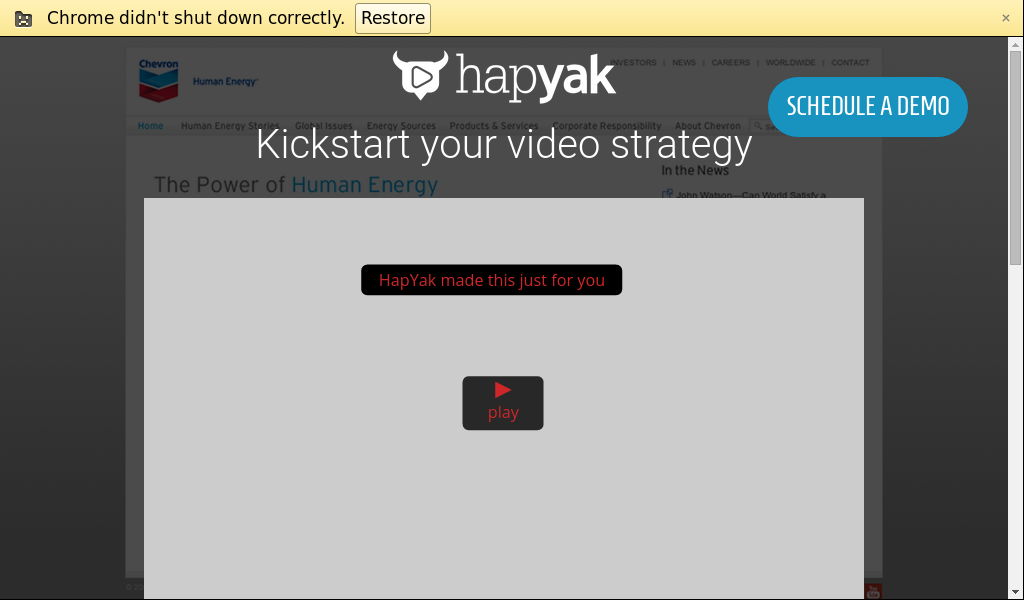 Chrome didn't shut down correctly. Restore
hapyak
INVESTORS | NEWS | CAREERS | WORLDWIDE | CONTACT
Chevron
Human Energy
SCHEDULE A DEMO
Home Human Energy Stories Global Issues Energy Sources Products & Services Corporate Responsibility About Chevron
Kickstart your video strategy
In the News
The Power of Human Energy
John Watson—Can World Satisfy a
HapYak made this just for you
play